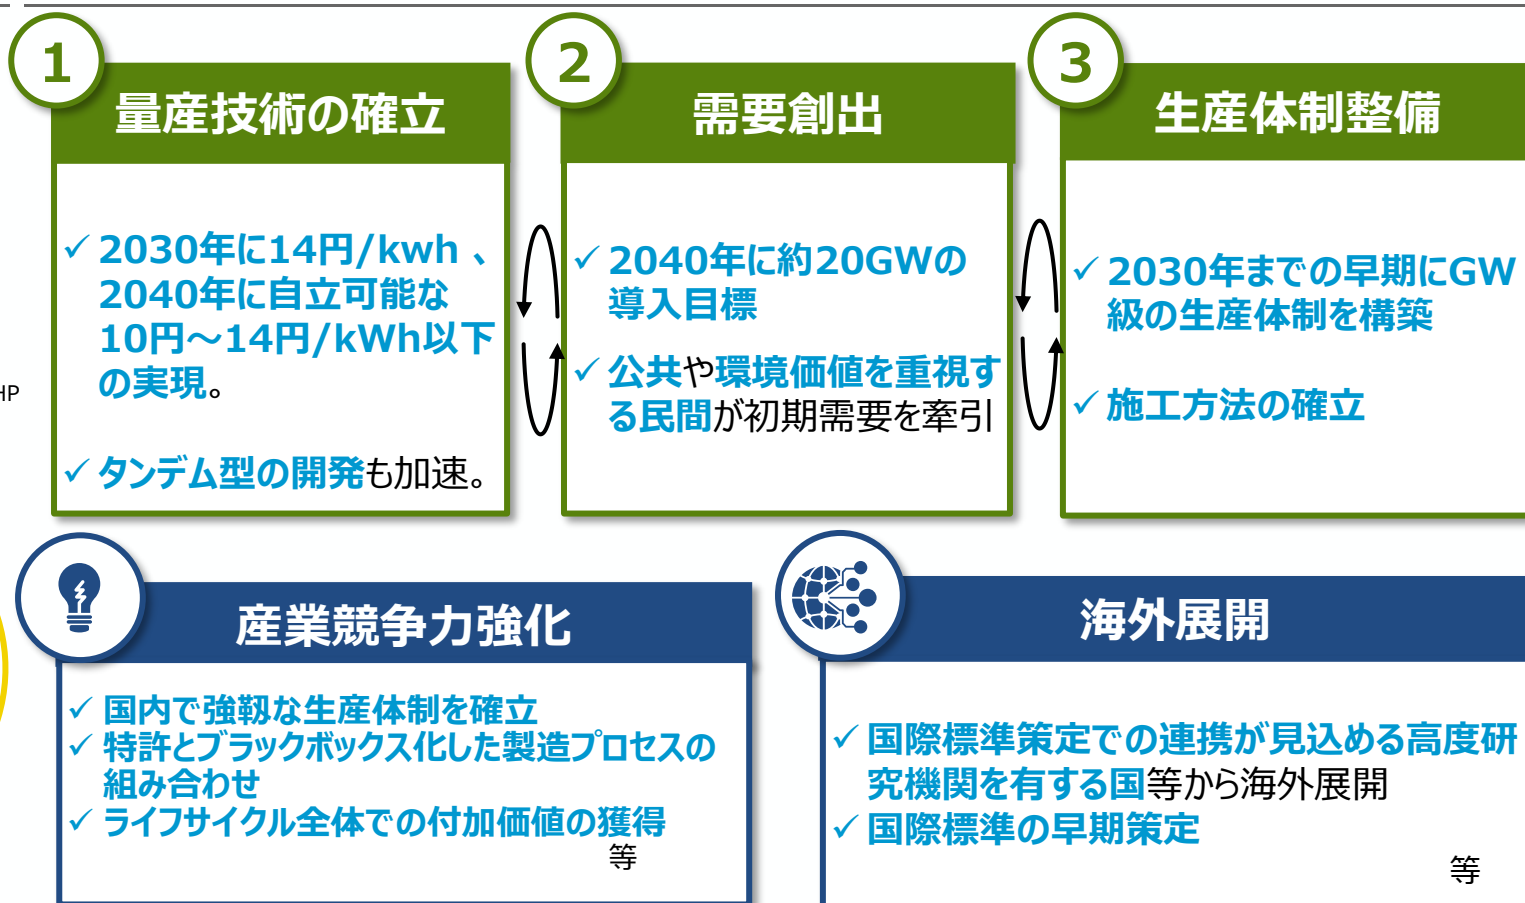 1
量産技術の確立
✓ 2030年に14円/kwh 、
2040年に自立可能な
10円～14円/kWh以下
の実現。
✓ タンデム型の開発も加速。
2
需要創出
✓ 2040年に約20GWの
導入目標
✓ 公共や環境価値を重視す
る民間が初期需要を牽引
3
生産体制整備
✓ 2030年までの早期にGW
級の生産体制を構築
✓ 施工方法の確立
HP
産業競争力強化
✓ 国内で強靱な生産体制を確立
✓ 特許とブラックボックス化した製造プロセスの
組み合わせ
✓ ライフサイクル全体での付加価値の獲得
等
海外展開
✓ 国際標準策定での連携が見込める高度研
究機関を有する国等から海外展開
✓ 国際標準の早期策定
等